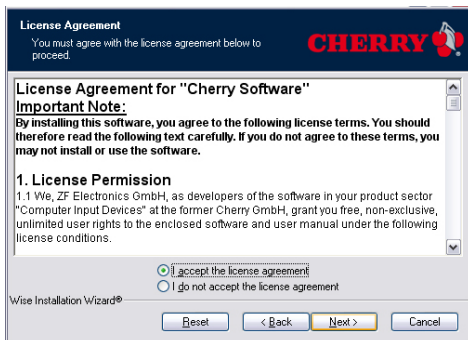 License Agreement
You must agree with the license agreement below to
proceed.
CHERRY
License Agreement for "Cherry Software"
Important Note:
By installing this software, you agree to the following license terms. You should
therefore read the following text carefully. If you do not agree to these terms, you
may not install or use the software.
1. License Permission
1.1 We, ZF Electronics GmbH, as developers of the software in your product sector
"Computer Input Devices" at the former Cherry GmbH, grant you free, non-exclusive,
unlimited user rights to the enclosed software and user manual under the following
license conditions.
I accept the license agreement
I do not accept the license agreement
Wise Installation Wizard®
Reset
< Back
Next >
Cancel